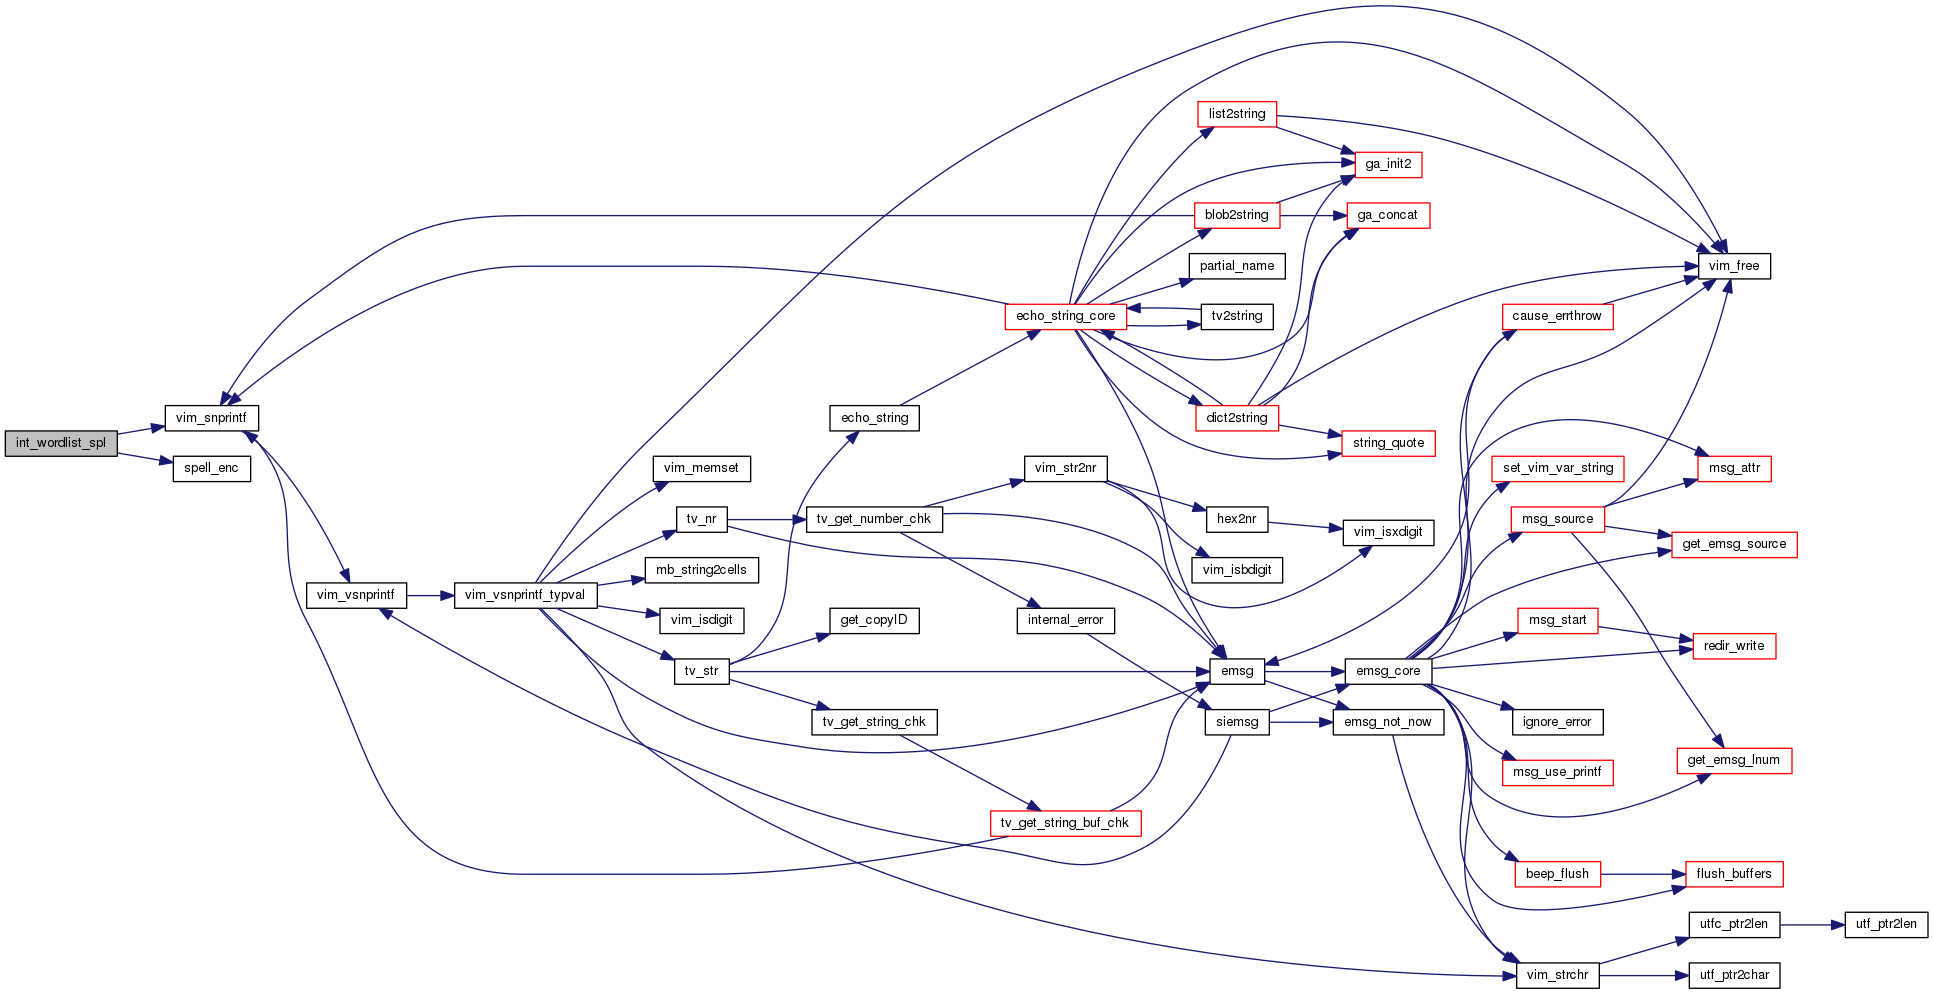 int_wordlist_spl
vim_snprintf
spell_enc
vim_vsnprintf
vim_vsnprintf_typval
vim_memset
tv_nr
mb_string2cells
vim_isdigit
tv_str
echo_string
tv_get_number_chk
get_copyID
tv_get_string_chk
echo_string_core
vim_str2nr
internal_error
tv_get_string_buf_chk
list2string
blob2string
partial_name
tv2string
dict2string
hex2nr
vim_isbdigit
emsg
siemsg
ga_init2
ga_concat
string_quote
vim_isxdigit
emsg_core
emsg_not_now
cause_errthrow
set_vim_var_string
msg_source
msg_start
ignore_error
msg_use_printf
beep_flush
vim_strchr
vim_free
msg_attr
get_emsg_source
redir_write
get_emsg_lnum
flush_buffers
utfc_ptr2len
utf_ptr2char
utf_ptr2len